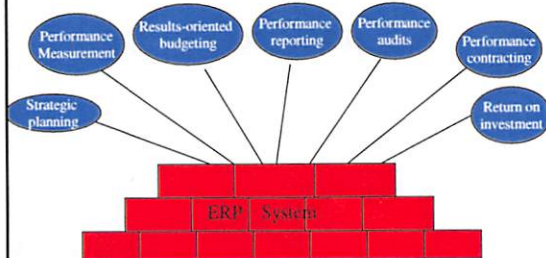 Performance
Measurement
Results-oriented
budgeting
Performance
reporting
Performance
audits
Performance
contracting
Strategic
planning
Return on
investment
ERP System